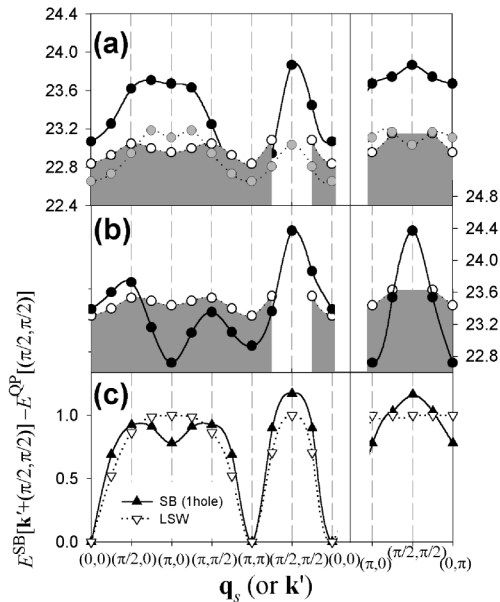 24.4
(a)
24.0
23.6
23.2
22.8
22.4
24.8
(b)
24.4
24.0
23.6
23.2
22.8
E^SB[k'+(π/2,π/2)] – E^QP[(π/2,π/2)]
(c)
1.0
0.5
SB (1hole)
LSW
0.0
(0,0) (π/2,0) (π,0) (π,π/2) (π,π) (π/2,π/2) (0,0) (π,0) (π/2,π/2) (0,π)
q_s (or k')